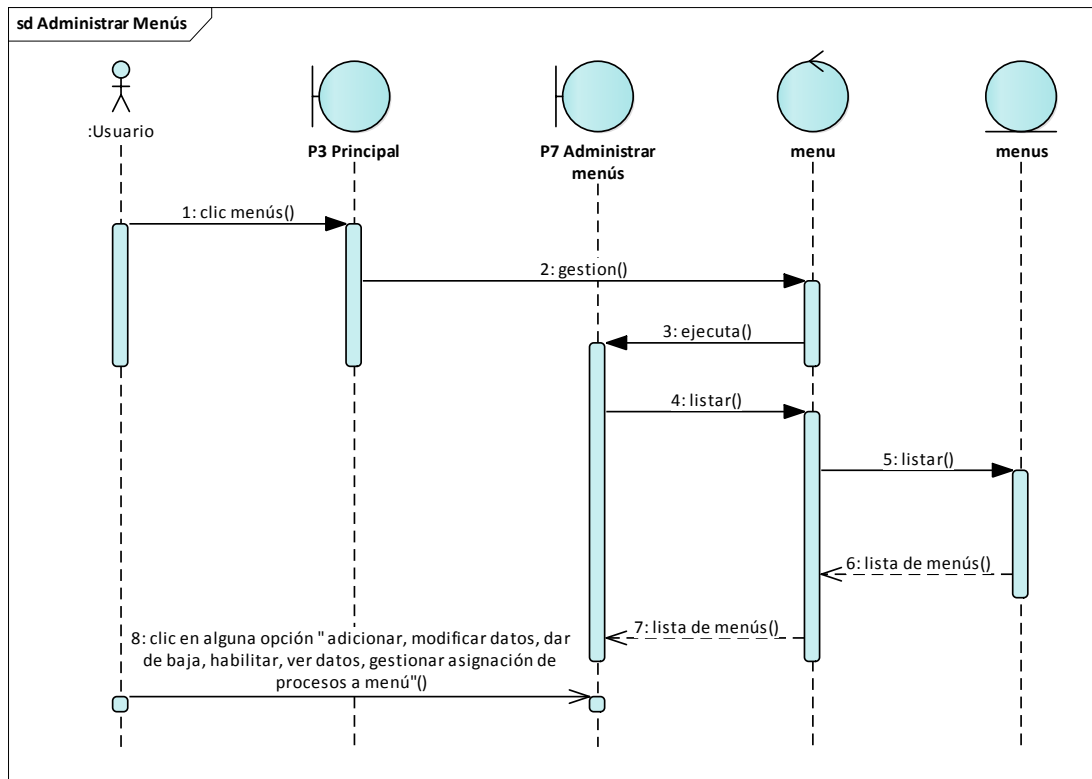 sd Administrar Menús
:Usuario
P3 Principal
P7 Administrar
menús
menu
menus
1: clic menús()
2: gestion()
3: ejecuta()
4: listar()
5: listar()
6: lista de menús()
7: lista de menús()
8: clic en alguna opción " adicionar, modificar datos, dar
de baja, habilitar, ver datos, gestionar asignación de
procesos a menú"()